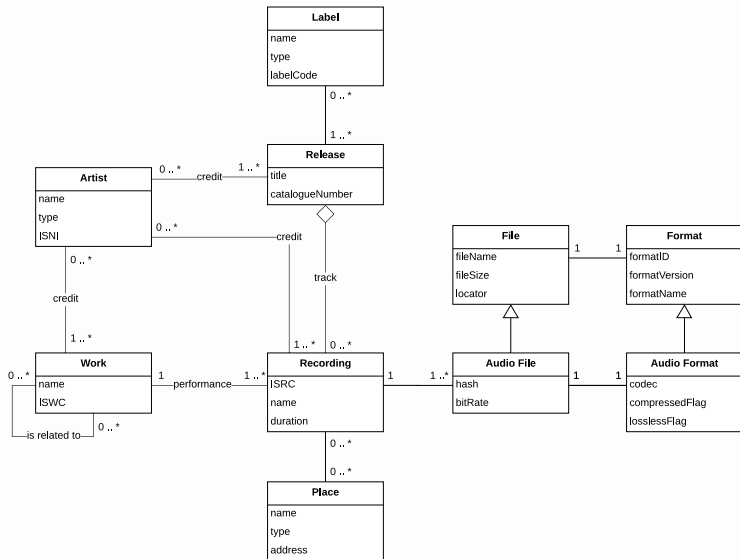 Label
name
type
labelCode
0 .. *
1 .. *
Release
title
catalogueNumber
0 .. *
1 .. *
credit
Artist
name
type
ISNI
0 .. *
credit
0 .. *
credit
1 .. *
track
1 .. *
0 .. *
File
fileName
fileSize
locator
1
1
Format
formatID
formatVersion
formatName
0 .. *
Work
name
ISWC
0 .. *
is related to
1
performance
1 .. *
Recording
ISRC
name
duration
1
1..*
Audio File
hash
bitRate
1
1
Audio Format
codec
compressedFlag
losslessFlag
0 .. *
0 .. *
Place
name
type
address